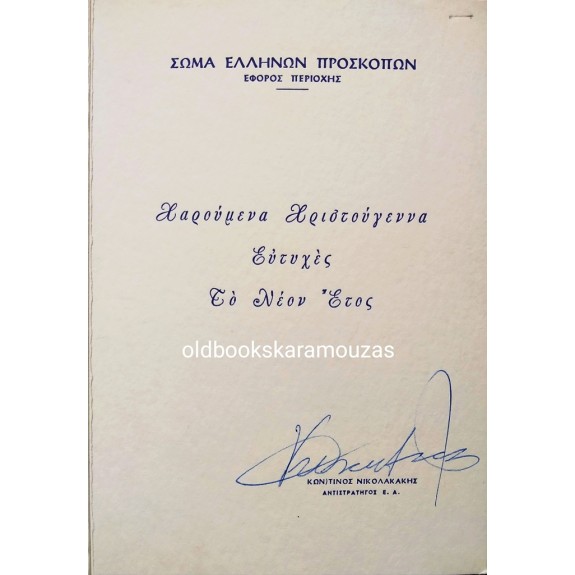 ΣΩΜΑ ΕΛΛΗΝΩΝ ΠΡΟΣΚΟΠΩΝ
ΕΦΟΡΟΣ ΠΕΡΙΟΧΗΣ
Χαρούμενα Χριστούγεννα
Εὐτυχὲς
Τὸ Νέον Ἔτος
oldbookskaramouzas
ΚΩΝ)ΤΙΝΟΣ ΝΙΚΟΛΑΚΑΚΗΣ
ΑΝΤΙΣΤΡΑΤΗΓΟΣ Ε. Α.